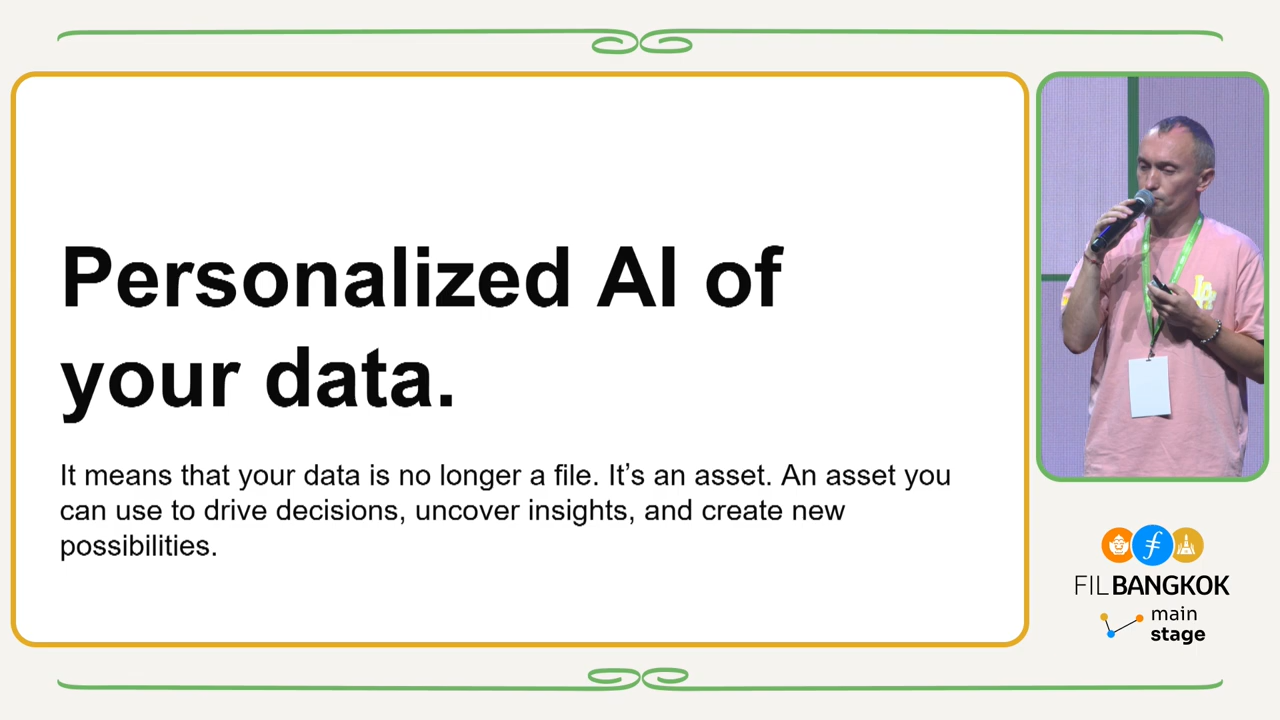 Personalized AI of
your data.
It means that your data is no longer a file. It’s an asset. An asset you
can use to drive decisions, uncover insights, and create new
possibilities.
FILBANGKOK
main
stage